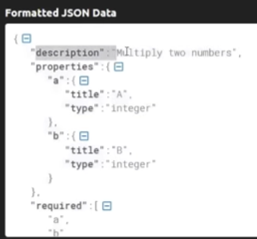 Formatted JSON Data
{
"description":"Multiply two numbers",
"properties":{
"a":{
"title":"A",
"type":"integer"
},
"b":{
"title":"B",
"type":"integer"
}
},
"required":[
"a",
"b"